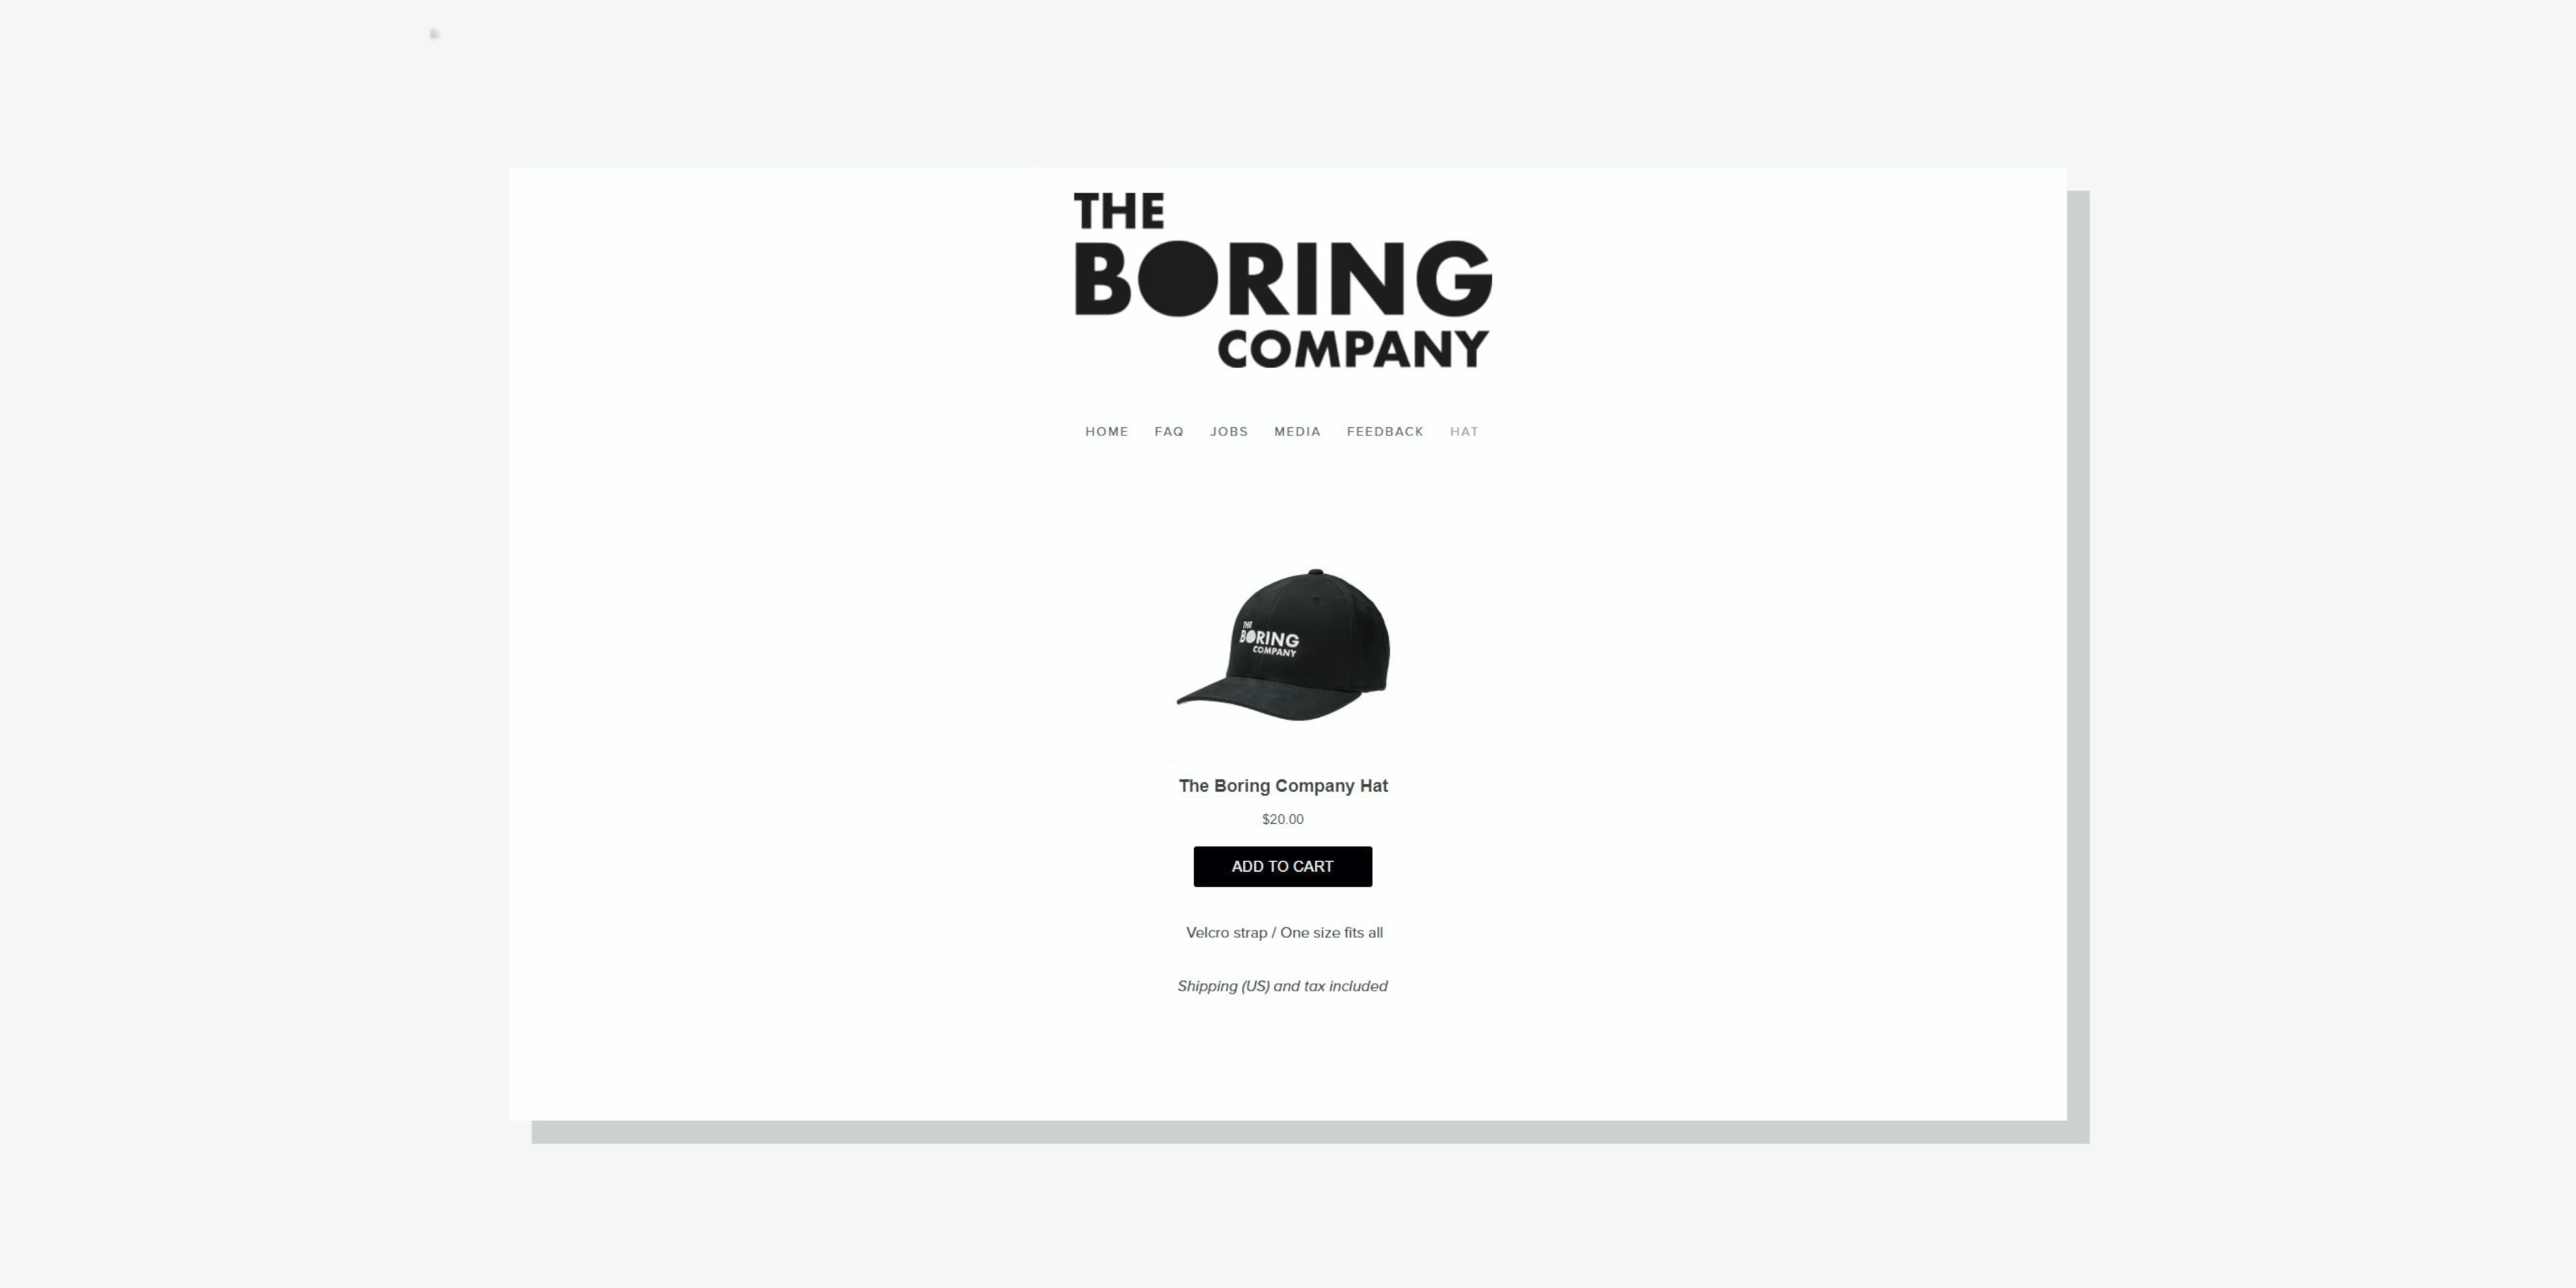 THE
BORING
COMPANY
HOME FAQ JOBS MEDIA FEEDBACK HAT
THE
BORING
COMPANY
The Boring Company Hat
$20.00
ADD TO CART
Velcro strap / One size fits all
Shipping (US) and tax included